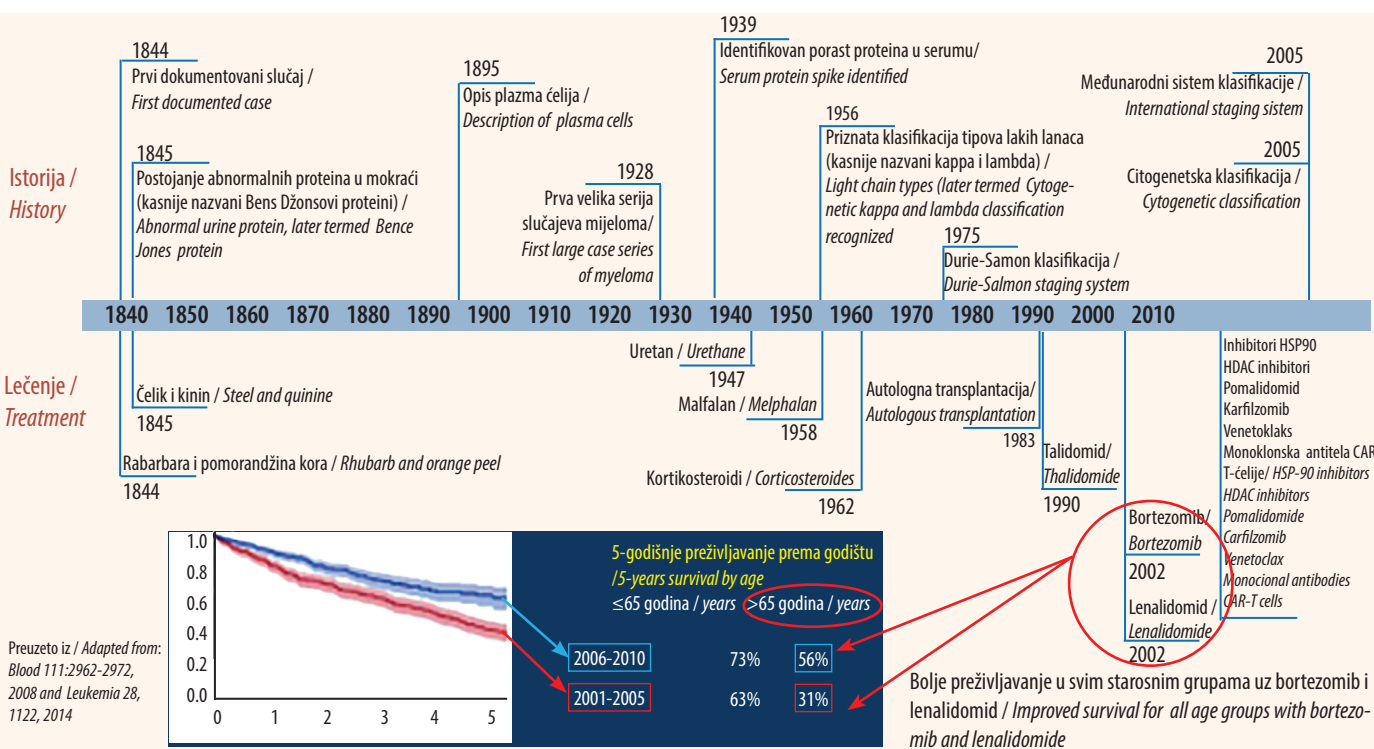 1844
Prvi dokumentovani slučaj /
First documented case
1845
Postojanje abnormalnih proteina u mokraći
(kasnije nazvani Bens Džonsovi proteini) /
Abnormal urine protein, later termed Bence
Jones protein
1895
Opis plazma ćelija /
Description of plasma cells
1928
Prva velika serija
slučajeva mijeloma/
First large case series
of myeloma
1939
Identifikovan porast proteina u serumu/
Serum protein spike identified
1956
Priznata klasifikacija tipova lakih lanaca
(kasnije nazvani kappa i lambda) /
Light chain types (later termed Cytoge-
netic kappa and lambda classification
recognized
1975
Durie-Samon klasifikacija /
Durie-Salmon staging system
2005
Međunarodni sistem klasifikacije /
International staging sistem
2005
Citogenetska klasifikacija /
Cytogenetic classification
Istorija /
History
1840 1850 1860 1870 1880 1890 1900 1910 1920 1930 1940 1950 1960 1970 1980 1990 2000 2010
Lečenje /
Treatment
Čelik i kinin / Steel and quinine
1845
Rabarbara i pomorandžina kora / Rhubarb and orange peel
1844
Uretan / Urethane
1947
Malfalan / Melphalan
1958
Kortikosteroidi / Corticosteroides
1962
Autologna transplantacija/
Autologous transplantation
1983
Talidomid/
Thalidomide
1990
Bortezomib/
Bortezomib
2002
Lenalidomid /
Lenalidomide
2002
Inhibitori HSP90
HDAC inhibitori
Pomalidomid
Karfilzomib
Venetoklaks
Monoklonska antitela CAR
T-ćelije/ HSP-90 inhibitors
HDAC inhibitors
Pomalidomide
Carfilzomib
Venetoclax
Monocional antibodies
CAR-T cells
1.0
0.8
0.6
0.4
0.2
0.0
0 1 2 3 4 5
5-godišnje preživljavanje prema godištu
/5-years survival by age
≤65 godina / years >65 godina / years
2006-2010 73% 56%
2001-2005 63% 31%
Preuzeto iz / Adapted from:
Blood 111:2962-2972,
2008 and Leukemia 28,
1122, 2014
Bolje preživljavanje u svim starosnim grupama uz bortezomib i
lenalidomid / Improved survival for all age groups with bortezo-
mib and lenalidomide